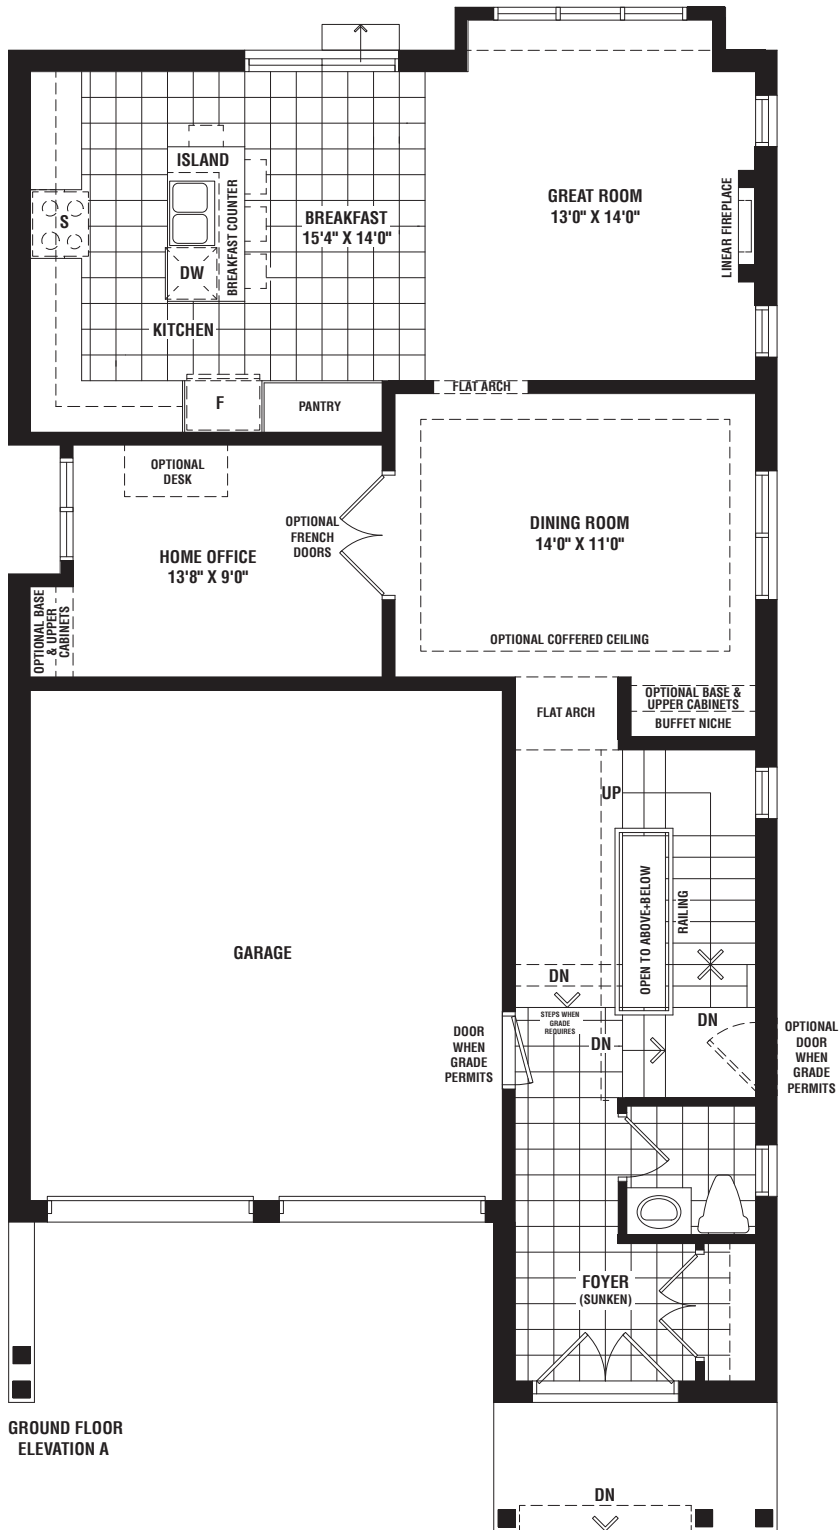 ISLAND
S
BREAKFAST COUNTER
BREAKFAST
15'4" X 14'0"
GREAT ROOM
13'0" X 14'0"
LINEAR FIREPLACE
DW
KITCHEN
F
PANTRY
FLAT ARCH
OPTIONAL
DESK
OPTIONAL
FRENCH
DOORS
HOME OFFICE
13'8" X 9'0"
DINING ROOM
14'0" X 11'0"
OPTIONAL BASE
& UPPER
CABINETS
OPTIONAL COFFERED CEILING
FLAT ARCH
OPTIONAL BASE &
UPPER CABINETS
BUFFET NICHE
UP
OPEN TO ABOVE+BELOW
RAILING
GARAGE
DN
STEPS WHEN
GRADE
REQUIRES
DN
DN
DOOR
WHEN
GRADE
PERMITS
OPTIONAL
DOOR
WHEN
GRADE
PERMITS
FOYER
(SUNKEN)
GROUND FLOOR
ELEVATION A
DN